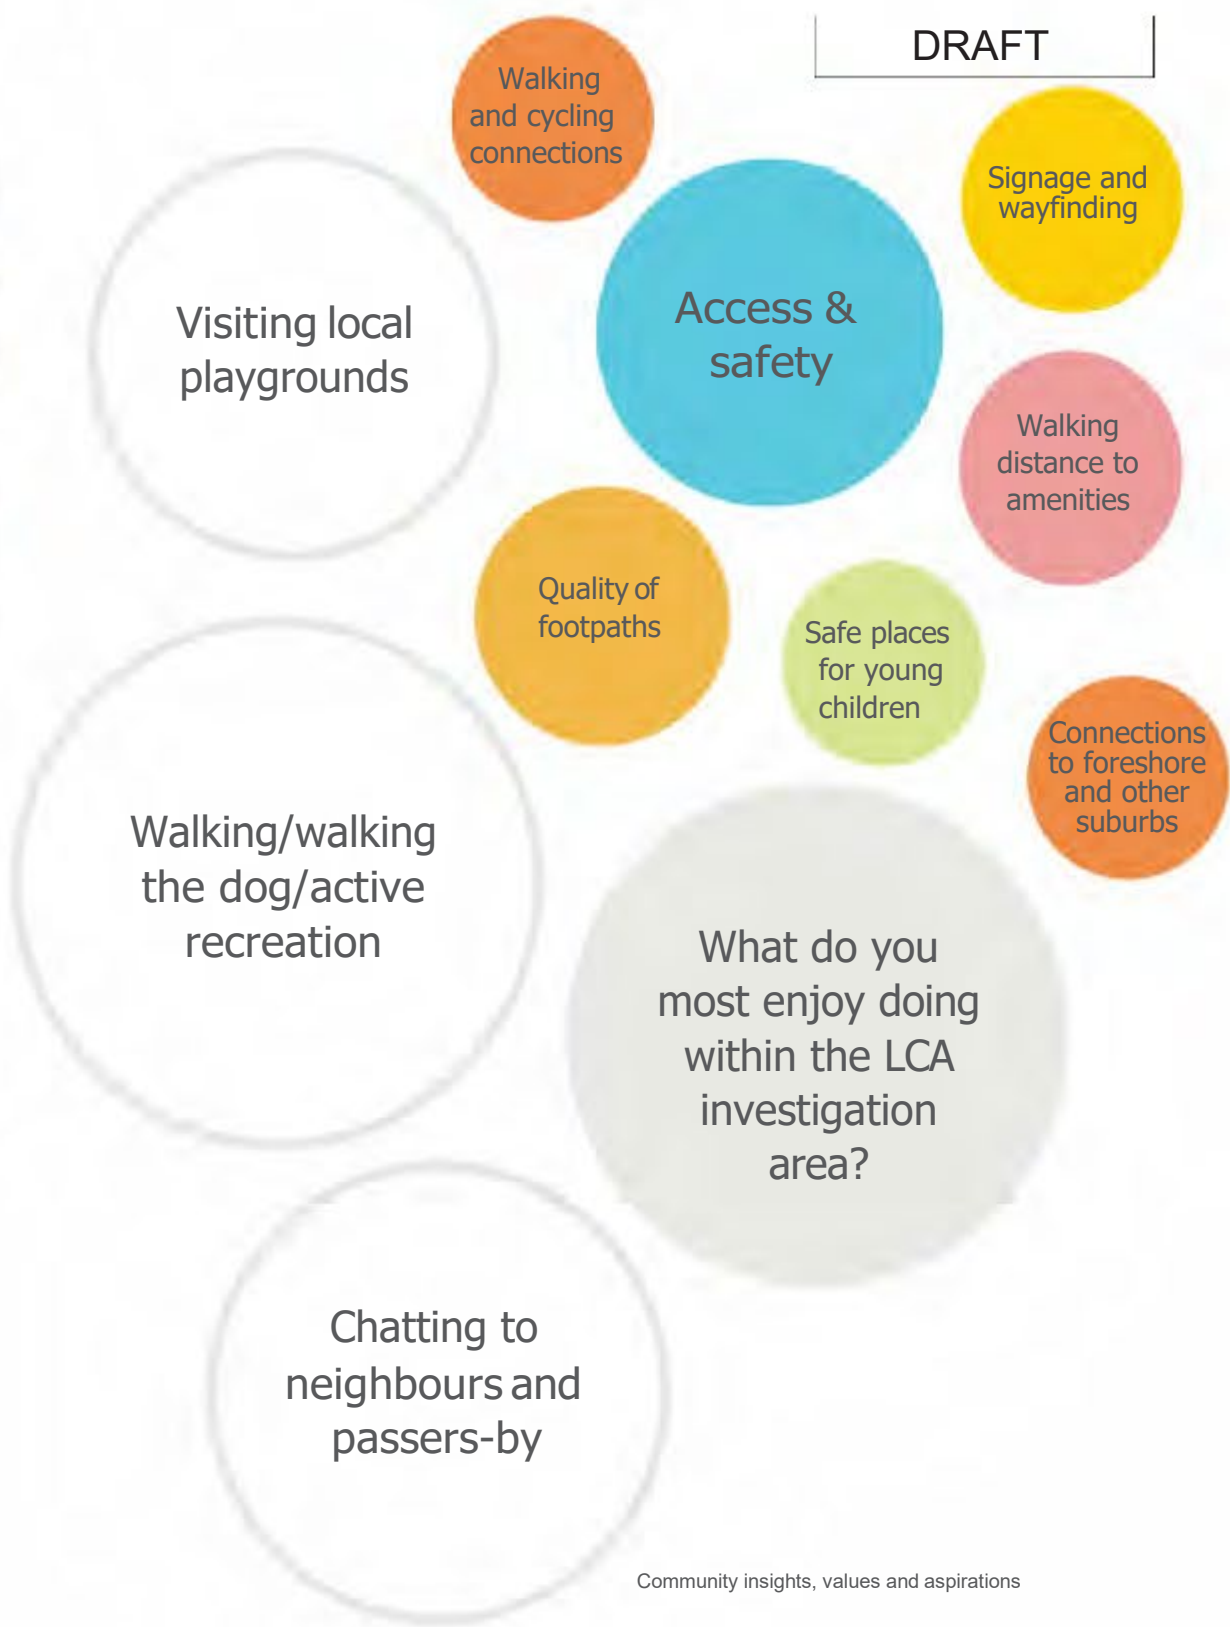 DRAFT
Walking
and cycling
connections
Signage and
wayfinding
Visiting local
playgrounds
Access &
safety
Walking
distance to
amenities
Quality of
footpaths
Safe places
for young
children
Connections
to foreshore
and other
suburbs
Walking/walking
the dog/active
recreation
What do you
most enjoy doing
within the LCA
investigation
area?
Chatting to
neighbours and
passers-by
Community insights, values and aspirations